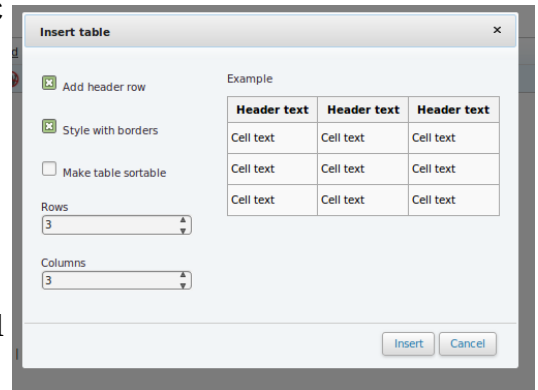 Insert table ×
Add header row
Style with borders
Make table sortable
Rows
3
Columns
3
Example
Header text Header text Header text
Cell text Cell text Cell text
Cell text Cell text Cell text
Cell text Cell text Cell text
Insert Cancel